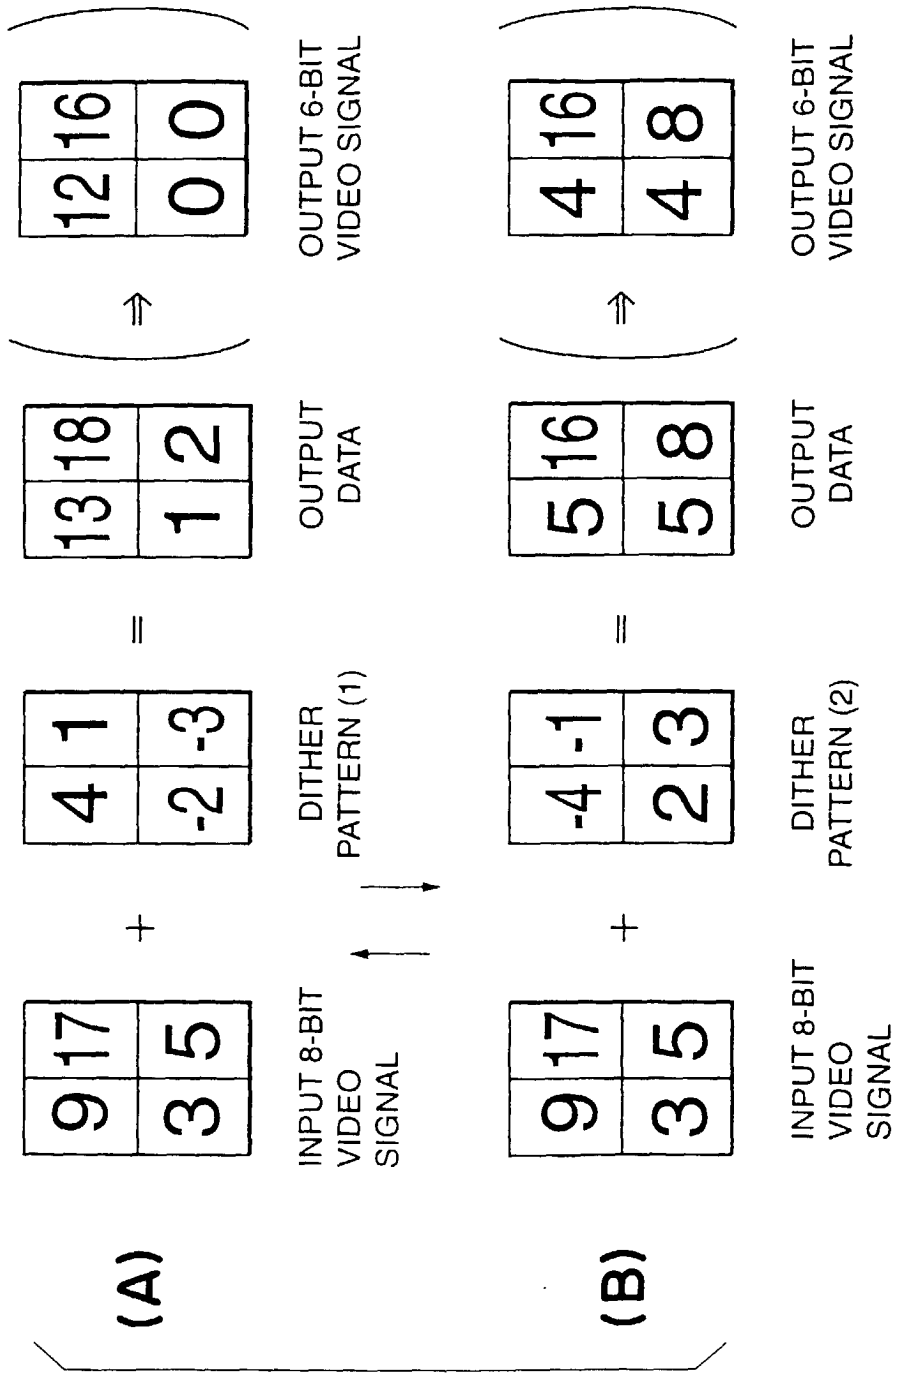 (A)
9 17
3 5
+
4 1
-2 -3
=
13 18
1 2
⇒
12 16
0 0
INPUT 8-BIT
VIDEO
SIGNAL
DITHER
PATTERN (1)
OUTPUT
DATA
OUTPUT 6-BIT
VIDEO SIGNAL
(B)
9 17
3 5
+
-4 -1
2 3
=
5 16
5 8
⇒
4 16
4 8
INPUT 8-BIT
VIDEO
SIGNAL
DITHER
PATTERN (2)
OUTPUT
DATA
OUTPUT 6-BIT
VIDEO SIGNAL